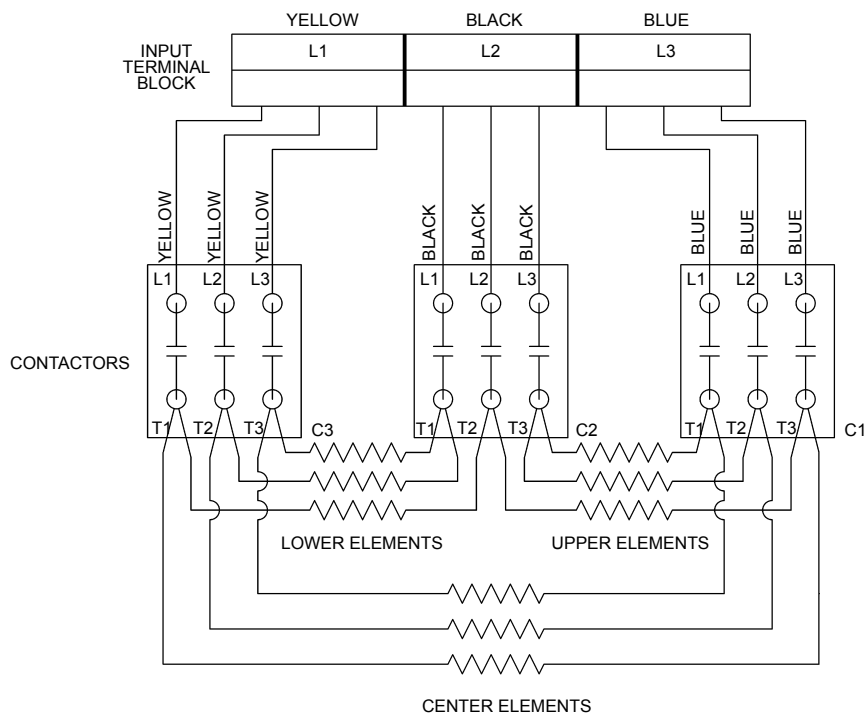 YELLOW BLACK BLUE
INPUT
TERMINAL
BLOCK
L1 L2 L3
YELLOW YELLOW YELLOW BLACK BLACK BLACK BLUE BLUE BLUE
L1 L2 L3 L1 L2 L3 L1 L2 L3
CONTACTORS
T1 T2 T3 C3 T1 T2 T3 C2 T1 T2 T3 C1
LOWER ELEMENTS UPPER ELEMENTS
CENTER ELEMENTS